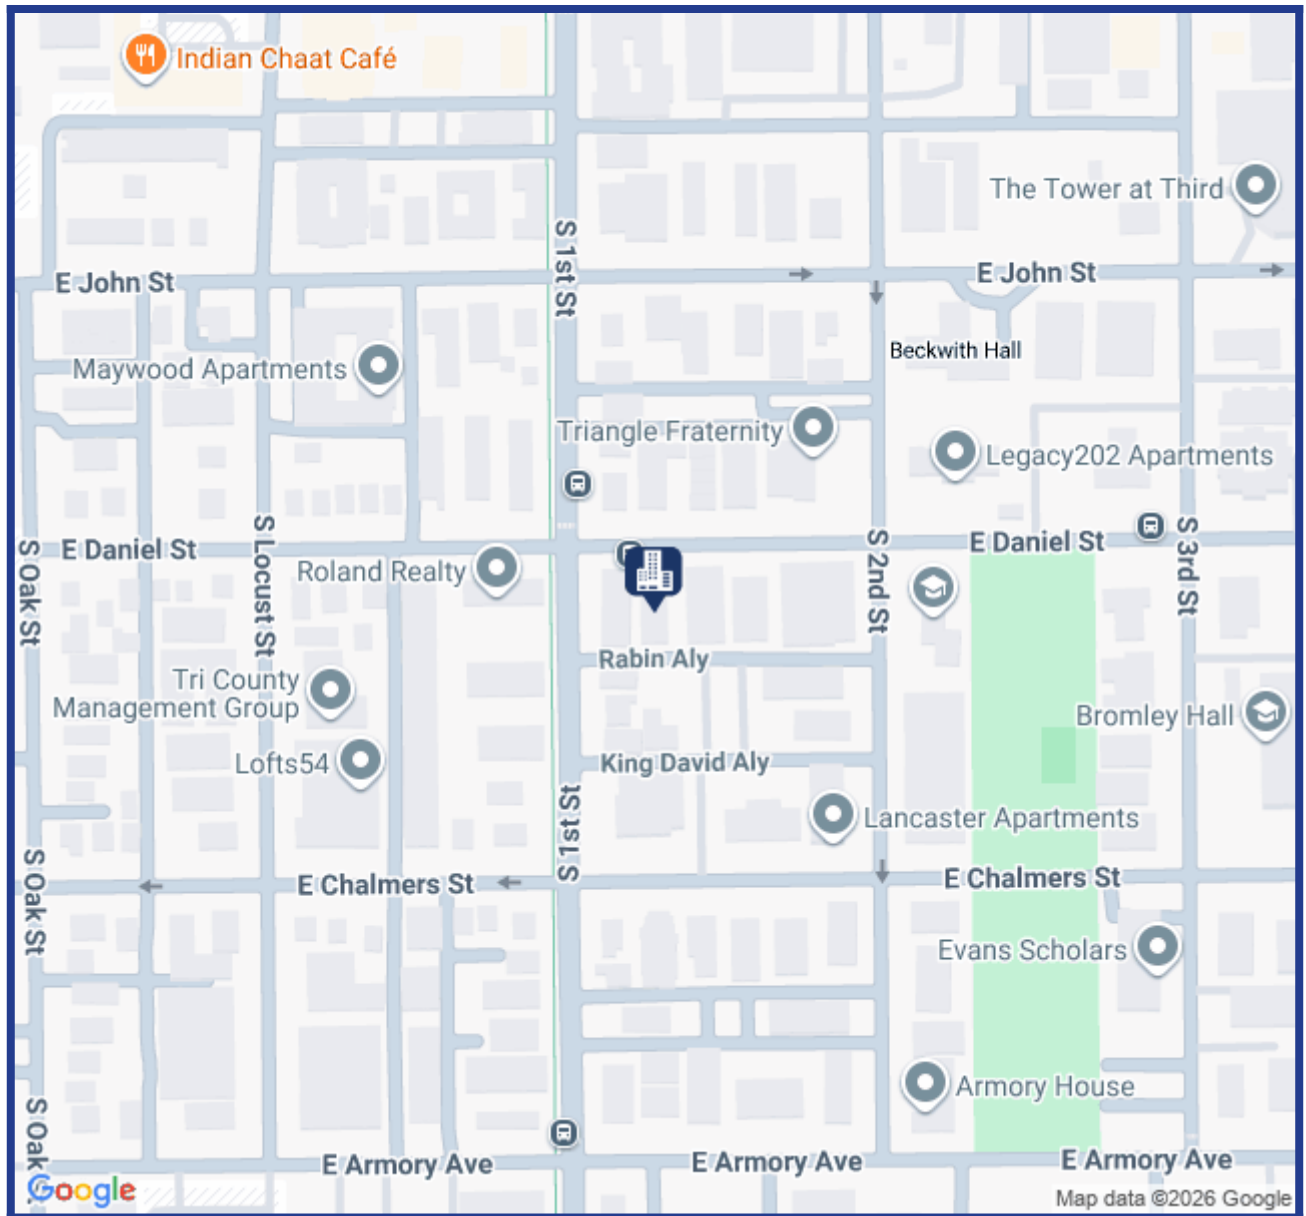 Indian Chaat Café
The Tower at Third
S 1st St
E John St
E John St
Beckwith Hall
Maywood Apartments
Triangle Fraternity
Legacy202 Apartments
S Oak St
E Daniel St
S Locust St
Roland Realty
S 2nd St
E Daniel St
S 3rd St
Rabin Aly
Tri County
Management Group
Bromley Hall
Lofts54
King David Aly
S 1st St
Lancaster Apartments
S Oak St
E Chalmers St
E Chalmers St
Evans Scholars
Armory House
S Oak
E Armory Ave
E Armory Ave
E Armory Ave
Google
Map data ©2026 Google